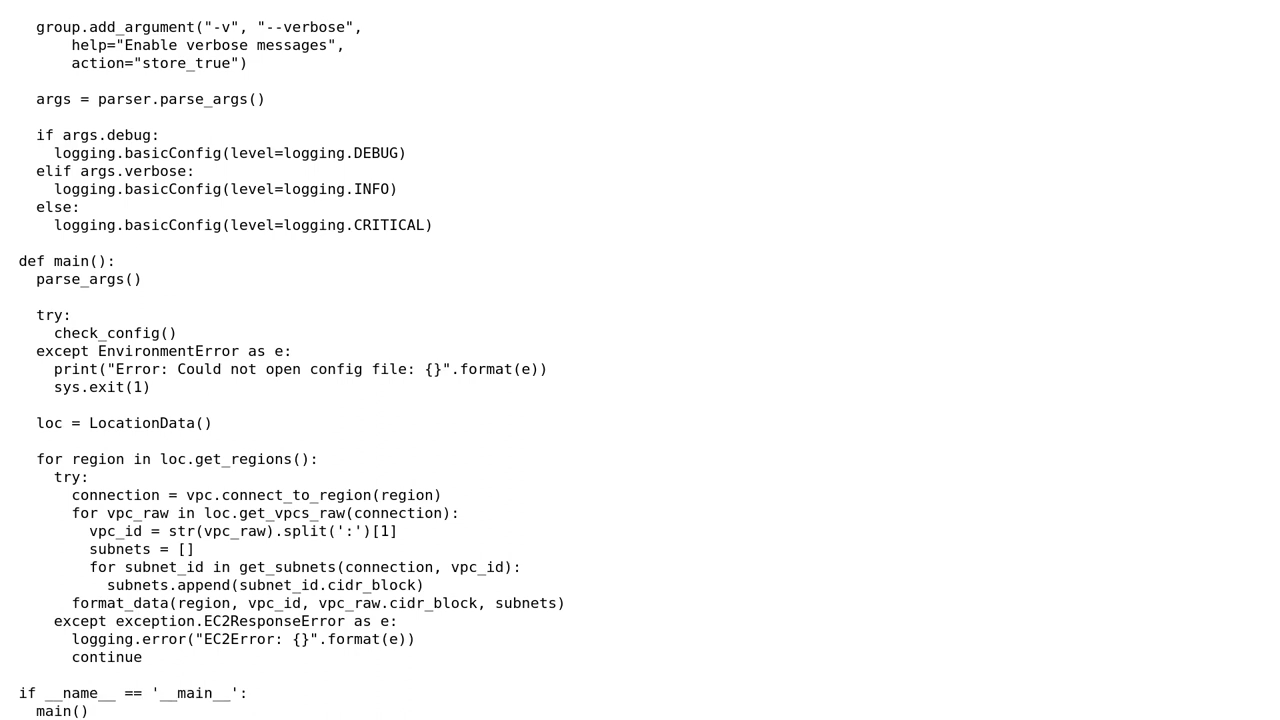 group.add_argument("-v", "--verbose",
      help="Enable verbose messages",
      action="store_true")

  args = parser.parse_args()

  if args.debug:
    logging.basicConfig(level=logging.DEBUG)
  elif args.verbose:
    logging.basicConfig(level=logging.INFO)
  else:
    logging.basicConfig(level=logging.CRITICAL)

def main():
  parse_args()

  try:
    check_config()
  except EnvironmentError as e:
    print("Error: Could not open config file: {}".format(e))
    sys.exit(1)

  loc = LocationData()

  for region in loc.get_regions():
    try:
      connection = vpc.connect_to_region(region)
      for vpc_raw in loc.get_vpcs_raw(connection):
        vpc_id = str(vpc_raw).split(':')[1]
        subnets = []
        for subnet_id in get_subnets(connection, vpc_id):
          subnets.append(subnet_id.cidr_block)
      format_data(region, vpc_id, vpc_raw.cidr_block, subnets)
    except exception.EC2ResponseError as e:
      logging.error("EC2Error: {}".format(e))
      continue

if __name__ == '__main__':
  main()